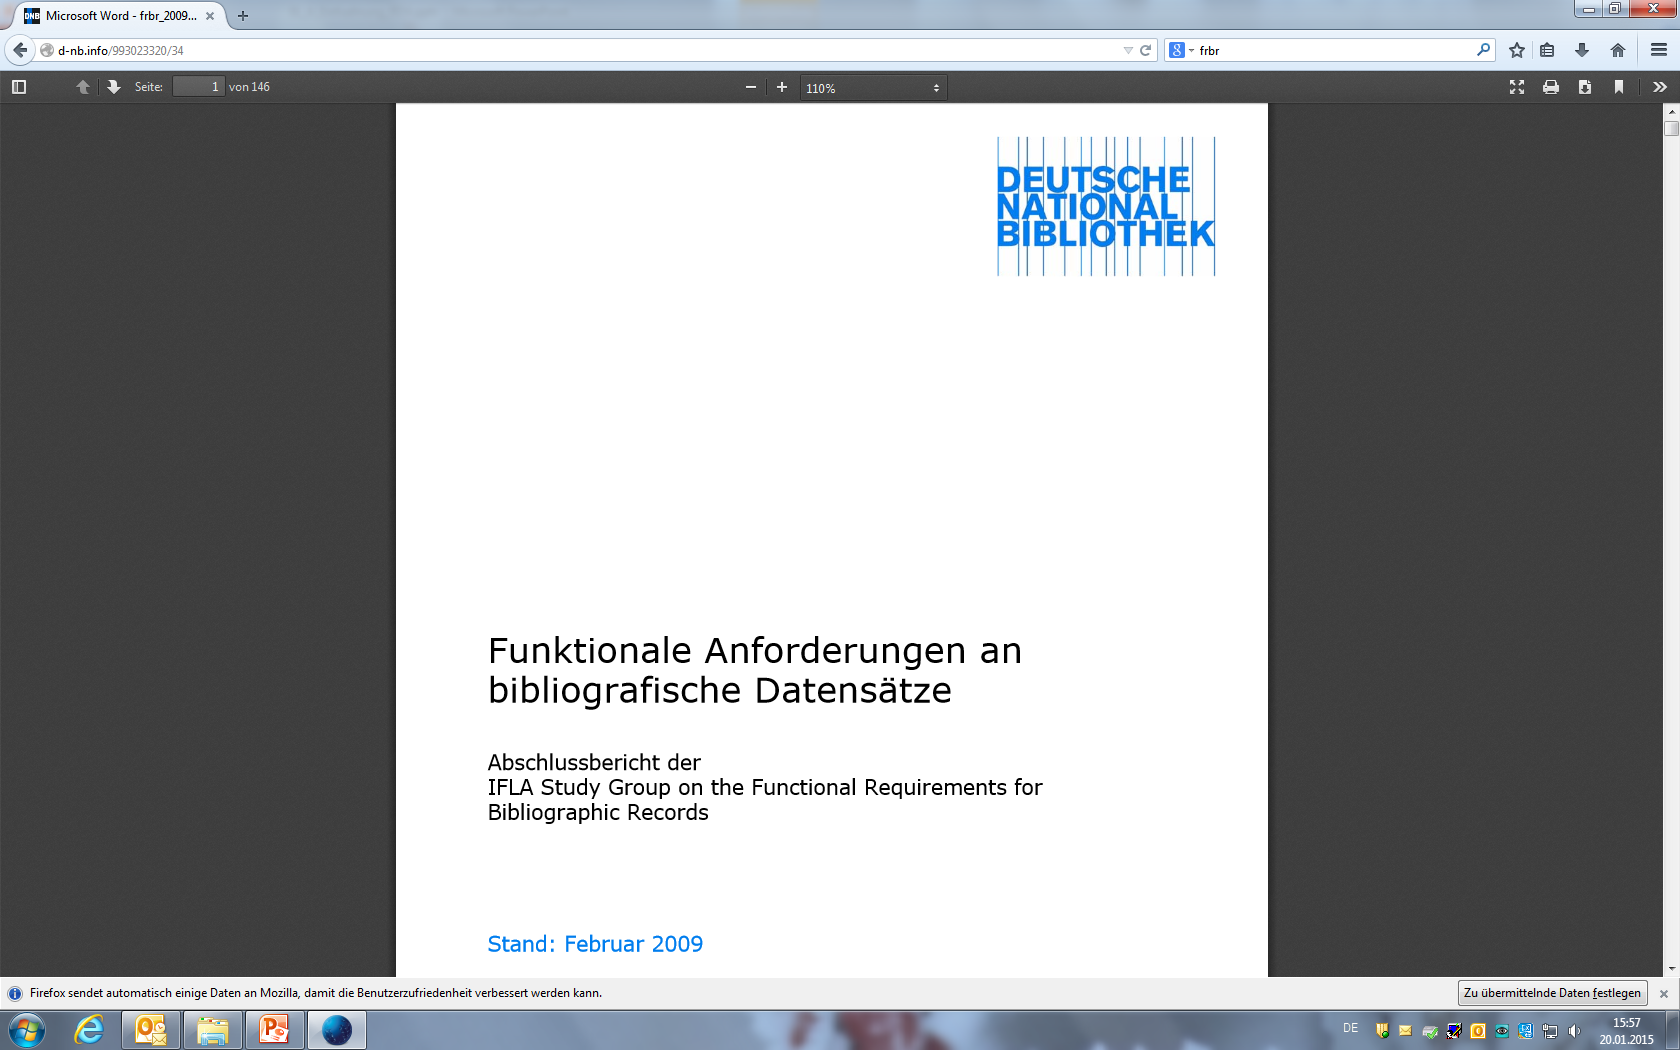 DNB Microsoft Word - frbr_2009...
d-nb.info/993023320/34
8 frbr
Seite: 1 von 146
110%
DEUTSCHE
NATIONAL
BIBLIOTHEK
Funktionale Anforderungen an
bibliografische Datensätze
Abschlussbericht der
IFLA Study Group on the Functional Requirements for
Bibliographic Records
Stand: Februar 2009
Firefox sendet automatisch einige Daten an Mozilla, damit die Benutzerzufriedenheit verbessert werden kann.
Zu übermittelnde Daten festlegen
DE
15:57
20.01.2015